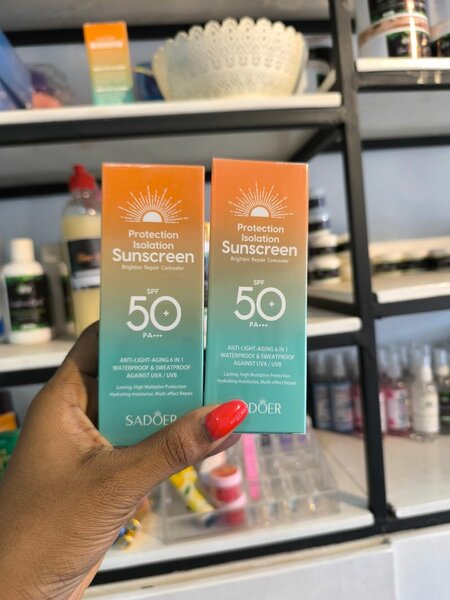 Protection
Isolation
Sunscreen
Brighten Repair Concealer
SPF
50+
PA+++
ANTI-LIGHT-AGING 6 IN 1
WATERPROOF & SWEATPROOF
AGAINST UVA / UVB
Lasting, High Multiplier Protection
Hydrating moisturise, Multi-effect Repair
SADOER
Protection
Isolation
Sunscreen
Brighten Repair Concealer
SPF
50+
PA+++
ANTI-LIGHT-AGING 6 IN 1
WATERPROOF & SWEATPROOF
AGAINST UVA / UVB
Lasting, High Multiplier Protection
Hydrating moisturise, Multi-effect Repair
SADOER